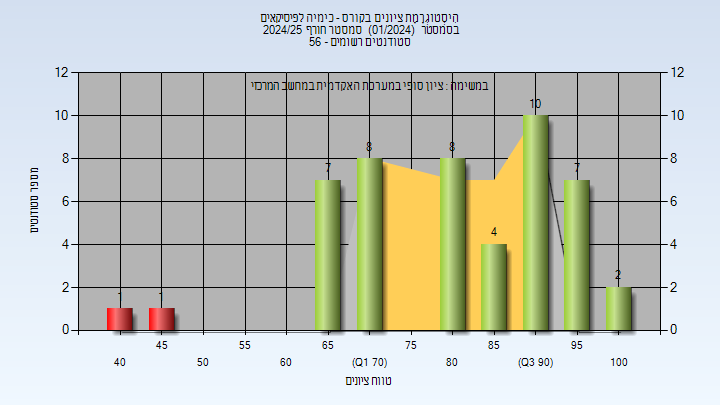 היסטוגרמת ציונים בקורס - כימיה לפיסיקאים
בסמסטר (01/2024) סמסטר חורף 2024/25
סטודנטים רשומים - 56
במשימה : ציון סופי במערכת האקדמית במחשב המרכזי
12 12
10 10
8 8
6 6
4 4
2 2
0 0
1 1 7 8 8 4 10 7 2
מספר סטודנטים
45 55 65 75 85 95
40 50 60 (Q1 70) 80 (Q3 90) 100
טווח ציונים